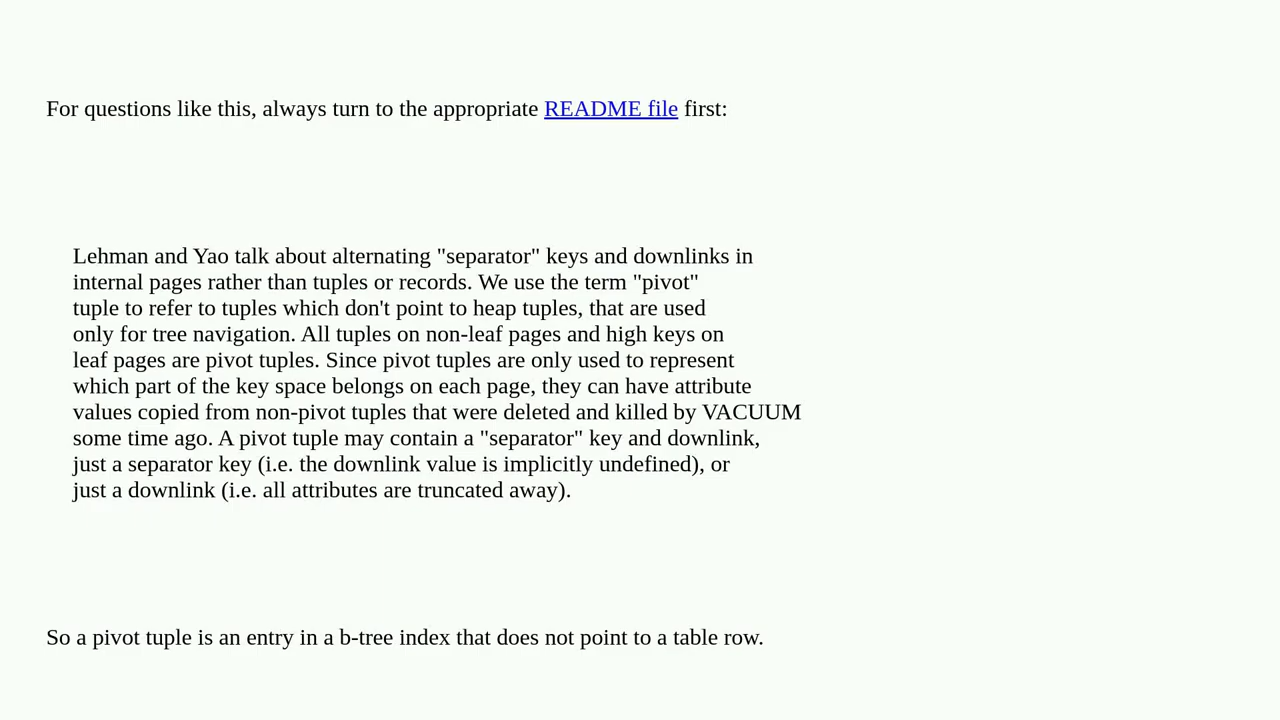 For questions like this, always turn to the appropriate README file first:
Lehman and Yao talk about alternating "separator" keys and downlinks in
internal pages rather than tuples or records. We use the term "pivot"
tuple to refer to tuples which don't point to heap tuples, that are used
only for tree navigation. All tuples on non-leaf pages and high keys on
leaf pages are pivot tuples. Since pivot tuples are only used to represent
which part of the key space belongs on each page, they can have attribute
values copied from non-pivot tuples that were deleted and killed by VACUUM
some time ago. A pivot tuple may contain a "separator" key and downlink,
just a separator key (i.e. the downlink value is implicitly undefined), or
just a downlink (i.e. all attributes are truncated away).
So a pivot tuple is an entry in a b-tree index that does not point to a table row.